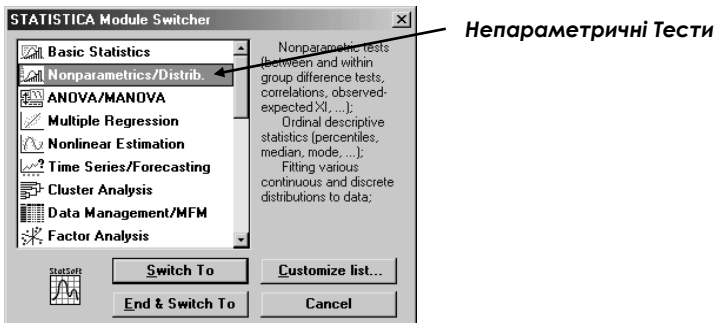 STATISTICA Module Switcher
Непараметричні Тести
Basic Statistics
Nonparametrics/Distrib.
ANOVA/MANOVA
Multiple Regression
Nonlinear Estimation
Time Series/Forecasting
Cluster Analysis
Data Management/MFM
Factor Analysis
Nonparametric tests
(between and within
group difference tests,
correlations, observed-
expected XI, ...);
Ordinal descriptive
statistics (percentiles,
median, mode, ...);
Fitting various
continuous and discrete
distributions to data;
StatSoft
Switch To
Customize list...
End & Switch To
Cancel